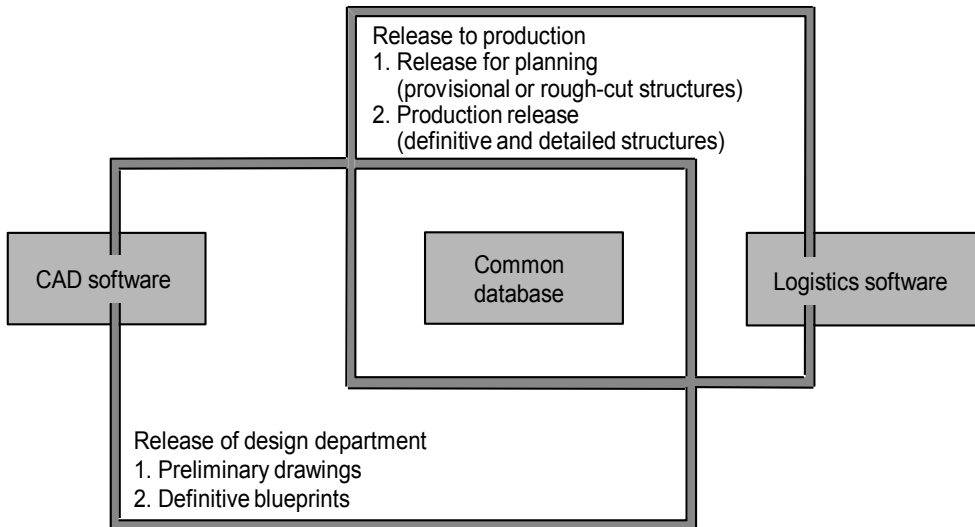 Release to production
1. Release for planning
(provisional or rough-cut structures)
2. Production release
(definitive and detailed structures)
CAD software
Common
database
Logistics software
Release of design department
1. Preliminary drawings
2. Definitive blueprints